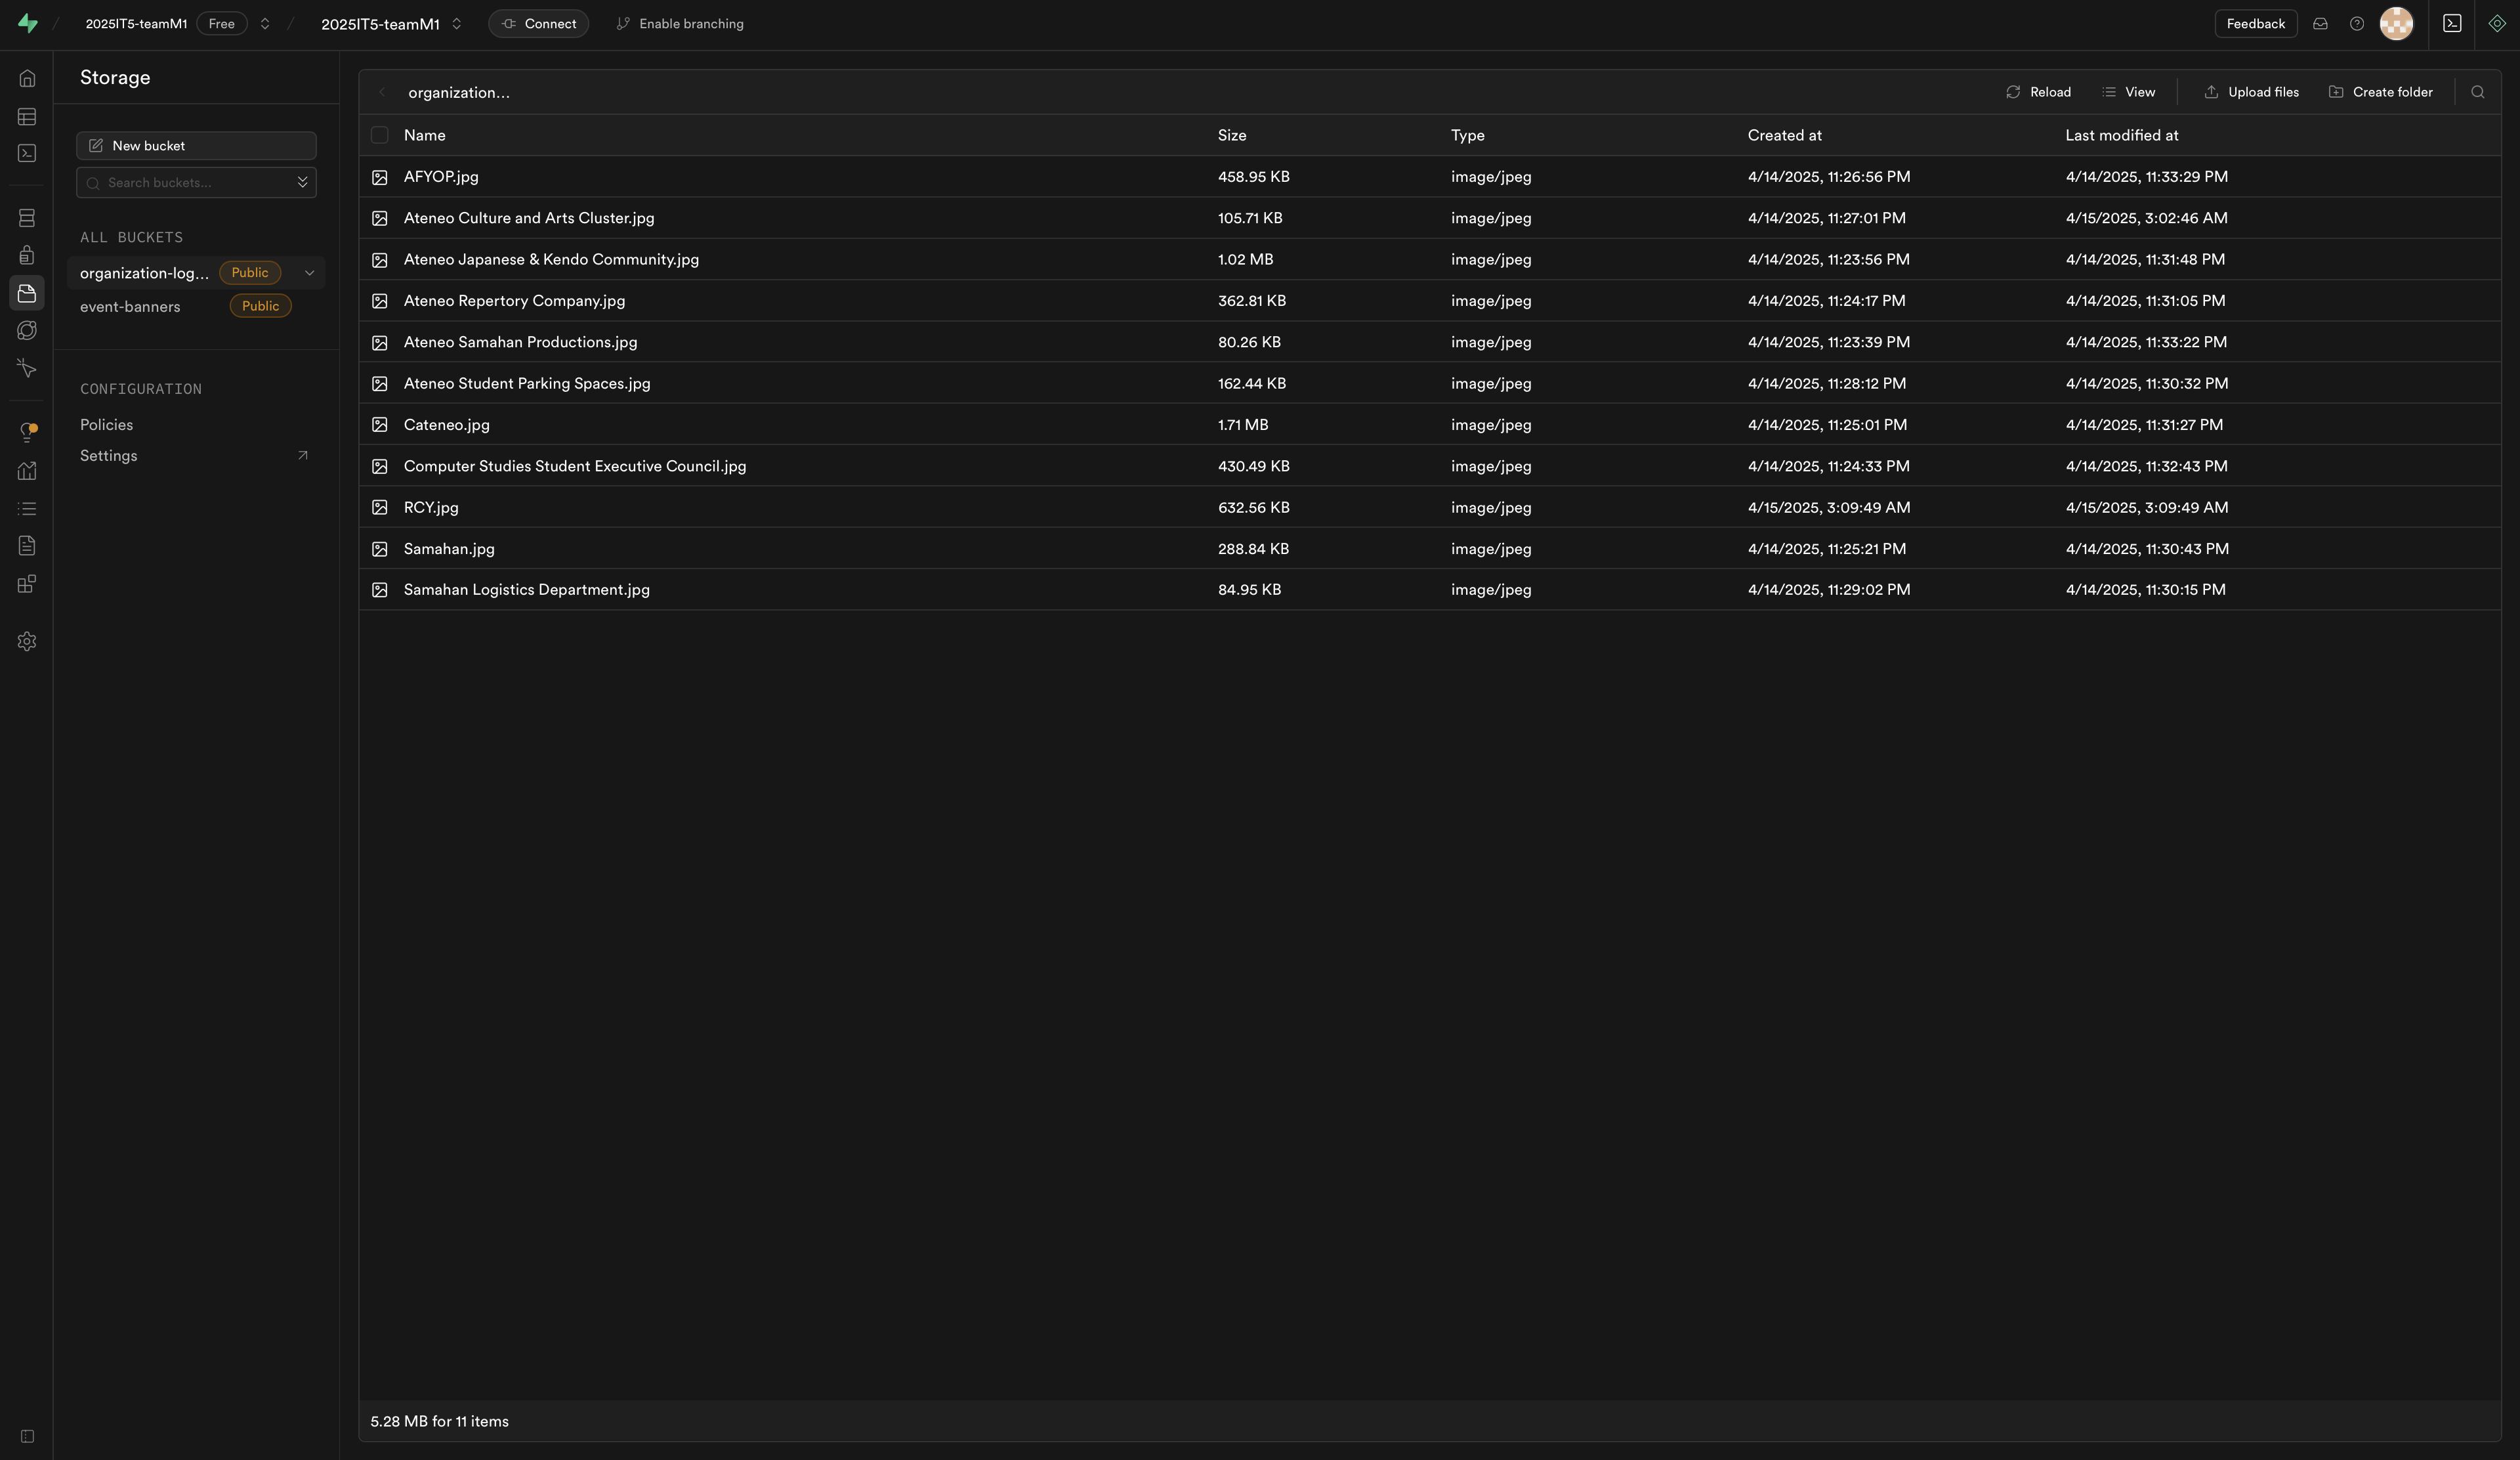 2025IT5-teamM1 Free 2025IT5-teamM1 Connect Enable branching Feedback
Storage
New bucket
Search buckets...
ALL BUCKETS
organization-log... Public
event-banners Public
CONFIGURATION
Policies
Settings
organization... Reload View Upload files Create folder
Name Size Type Created at Last modified at
AFYOP.jpg 458.95 KB image/jpeg 4/14/2025, 11:26:56 PM 4/14/2025, 11:33:29 PM
Ateneo Culture and Arts Cluster.jpg 105.71 KB image/jpeg 4/14/2025, 11:27:01 PM 4/15/2025, 3:02:46 AM
Ateneo Japanese & Kendo Community.jpg 1.02 MB image/jpeg 4/14/2025, 11:23:56 PM 4/14/2025, 11:31:48 PM
Ateneo Repertory Company.jpg 362.81 KB image/jpeg 4/14/2025, 11:24:17 PM 4/14/2025, 11:31:05 PM
Ateneo Samahan Productions.jpg 80.26 KB image/jpeg 4/14/2025, 11:23:39 PM 4/14/2025, 11:33:22 PM
Ateneo Student Parking Spaces.jpg 162.44 KB image/jpeg 4/14/2025, 11:28:12 PM 4/14/2025, 11:30:32 PM
Cateneo.jpg 1.71 MB image/jpeg 4/14/2025, 11:25:01 PM 4/14/2025, 11:31:27 PM
Computer Studies Student Executive Council.jpg 430.49 KB image/jpeg 4/14/2025, 11:24:33 PM 4/14/2025, 11:32:43 PM
RCY.jpg 632.56 KB image/jpeg 4/15/2025, 3:09:49 AM 4/15/2025, 3:09:49 AM
Samahan.jpg 288.84 KB image/jpeg 4/14/2025, 11:25:21 PM 4/14/2025, 11:30:43 PM
Samahan Logistics Department.jpg 84.95 KB image/jpeg 4/14/2025, 11:29:02 PM 4/14/2025, 11:30:15 PM
5.28 MB for 11 items